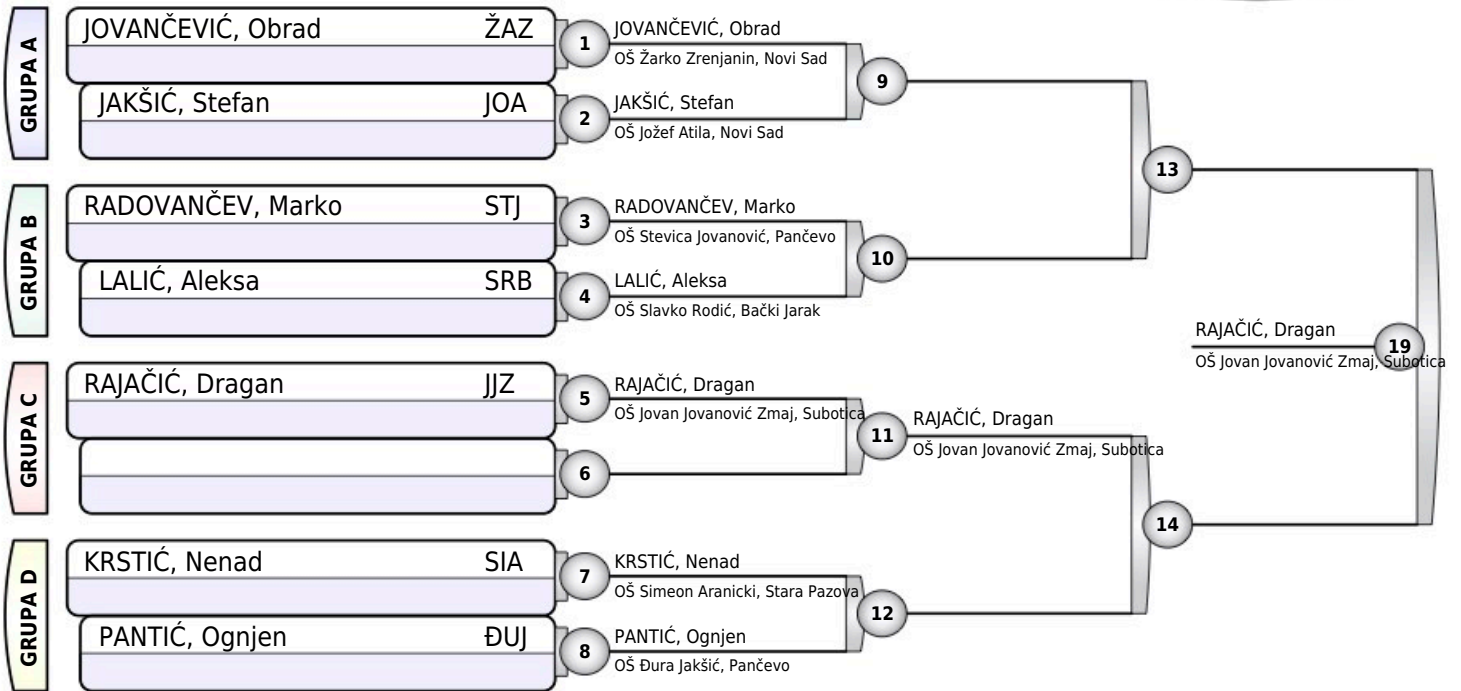 GRUPA A
JOVANČEVIĆ, Obrad ŽAZ
JAKŠIĆ, Stefan JOA
1
JOVANČEVIĆ, Obrad
OŠ Žarko Zrenjanin, Novi Sad
2
JAKŠIĆ, Stefan
OŠ Jožef Atila, Novi Sad
9
GRUPA B
RADOVANČEV, Marko STJ
LALIĆ, Aleksa SRB
3
RADOVANČEV, Marko
OŠ Stevica Jovanović, Pančevo
4
LALIĆ, Aleksa
OŠ Slavko Rodić, Bački Jarak
10
13
GRUPA C
RAJAČIĆ, Dragan JJZ
5
RAJAČIĆ, Dragan
OŠ Jovan Jovanović Zmaj, Subotica
6
11
RAJAČIĆ, Dragan
OŠ Jovan Jovanović Zmaj, Subotica
GRUPA D
KRSTIĆ, Nenad SIA
PANTIĆ, Ognjen ĐUJ
7
KRSTIĆ, Nenad
OŠ Simeon Aranicki, Stara Pazova
8
PANTIĆ, Ognjen
OŠ Đura Jakšić, Pančevo
12
14
RAJAČIĆ, Dragan
OŠ Jovan Jovanović Zmaj, Subotica
19